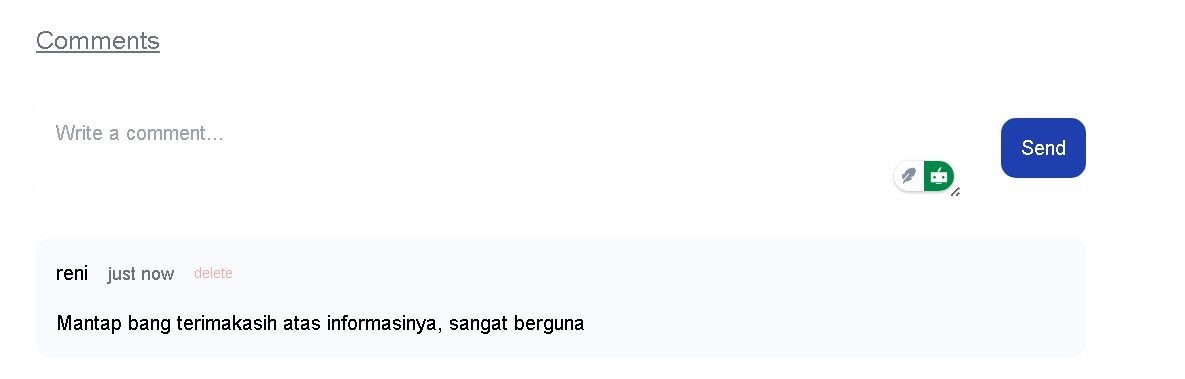 Comments
Write a comment...
Send
reni just now delete
Mantap bang terimakasih atas informasinya, sangat berguna